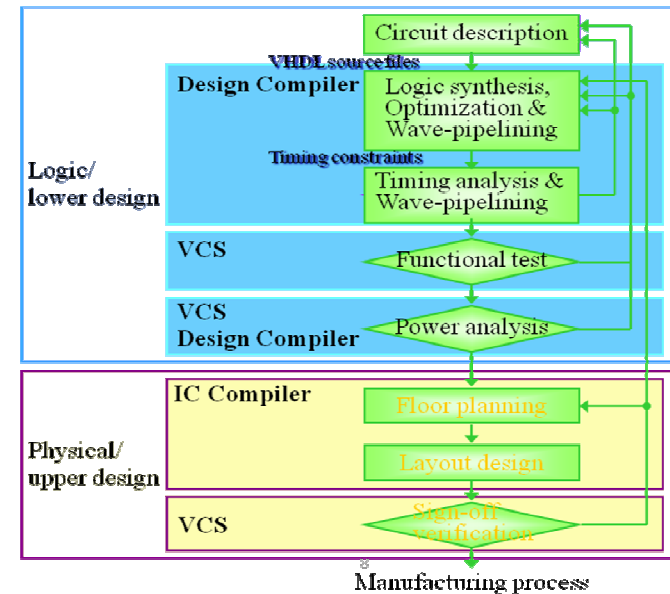 Circuit description
VHDL source files
Design Compiler
Logic synthesis,
Optimization &
Wave-pipelining
Timing constraints
Logic/
lower design
Timing analysis &
Wave-pipelining
VCS
Functional test
VCS
Design Compiler
Power analysis
IC Compiler
Floor planning
Physical/
upper design
Layout design
VCS
Sign-off
verification
Manufacturing process